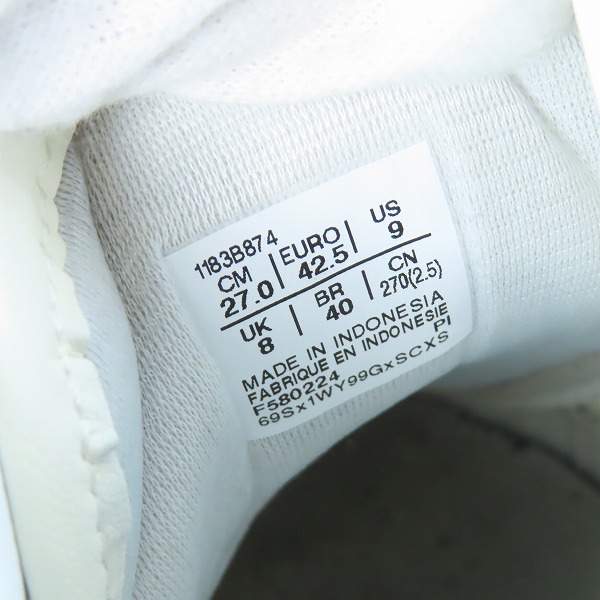 1183B874
CM EURO US
27.0 42.5 9
UK BR CN
8 40 270(2.5)
MADE IN INDONESIA
FABRIQUE EN INDONESIE
F580224 PI
69Sx1WY99GxSCXS